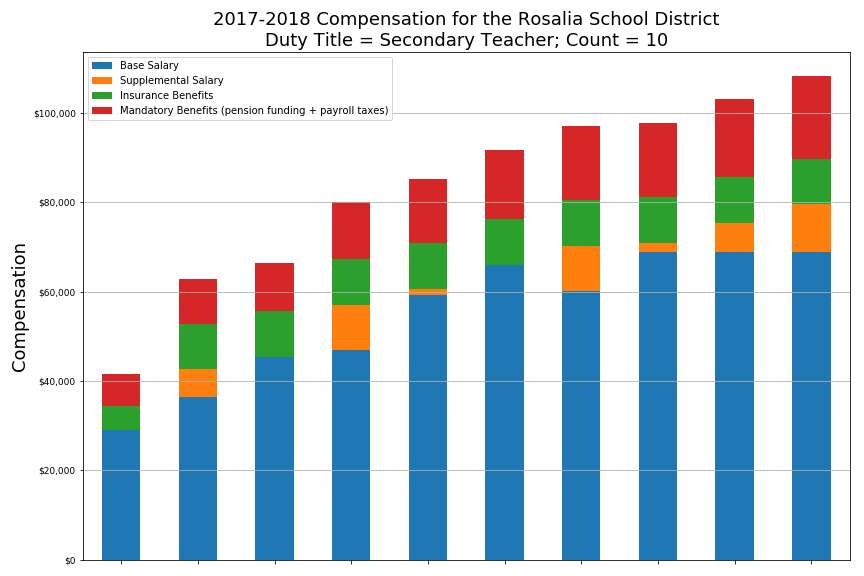 2017-2018 Compensation for the Rosalia School District
Duty Title = Secondary Teacher; Count = 10
Base Salary
Supplemental Salary
Insurance Benefits
Mandatory Benefits (pension funding + payroll taxes)
$100,000
$80,000
$60,000
$40,000
$20,000
$0
Compensation